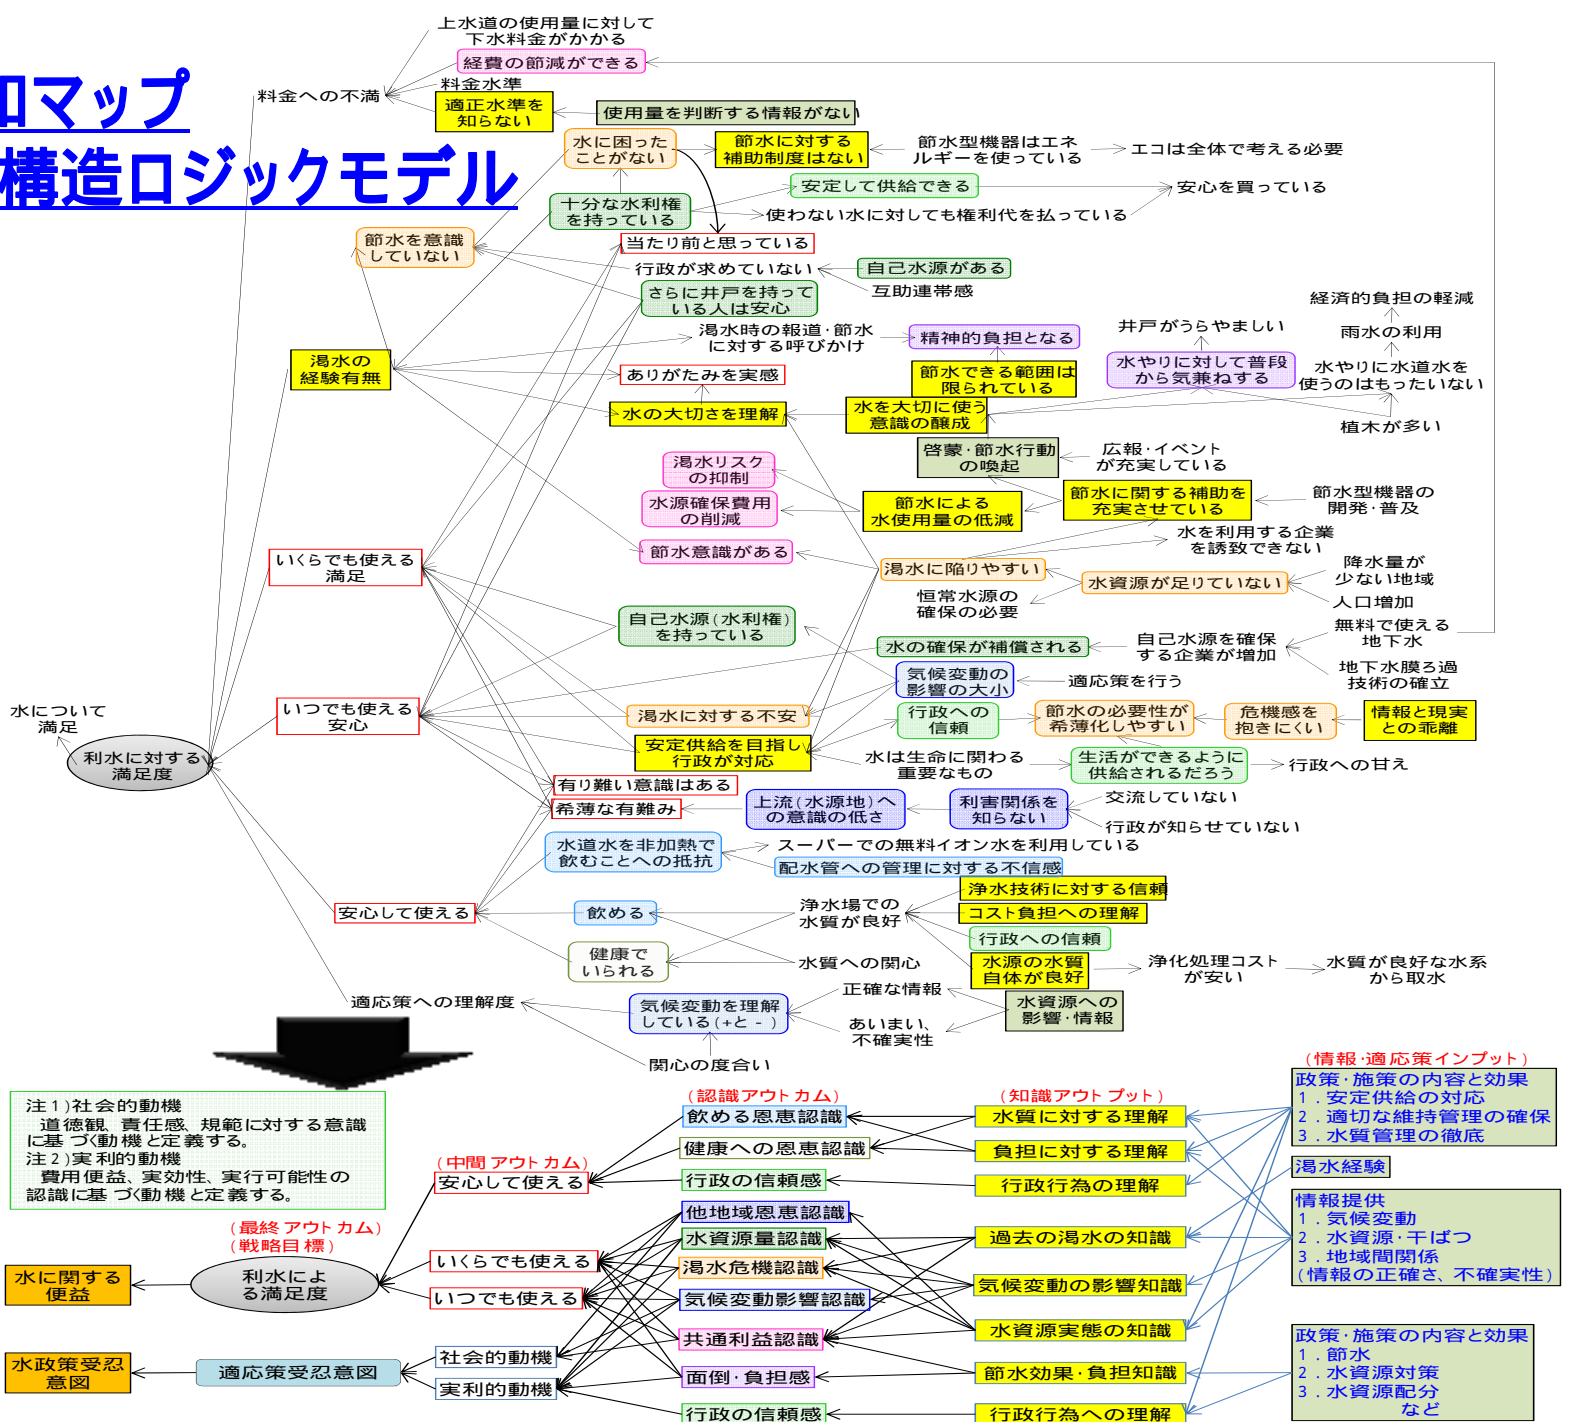 ロマップ
構造ロジックモデル
上水道の使用量に対して
下水料金がかかる
経費の節減ができる
料金水準
料金への不満
適正水準を
知らない
使用量を判断する情報がない
水に困った
ことがない
節水に対する
補助制度はない
節水型機器はエネ
ルギーを使っている
エコは全体で考える必要
安定して供給できる
安心を買っている
十分な水利権
を持っている
使わない水に対しても権利代を払っている
節水を意識
していない
当たり前と思っている
行政が求めていない
自己水源がある
互助連帯感
さらに井戸を持って
いる人は安心
経済的負担の軽減
井戸がうらやましい
雨水の利用
渇水時の報道・節水
に対する呼びかけ
精神的負担となる
渇水の
経験有無
水やりに対して普段
から気兼ねする
水やりに水道水を
使うのはもったいない
ありがたみを実感
節水できる範囲は
限られている
水の大切さを理解
水を大切に使う
意識の醸成
植木が多い
啓蒙・節水行動
の喚起
広報・イベント
が充実している
渇水リスク
の抑制
水源確保費用
の削減
節水による
水使用量の低減
節水に関する補助を
充実させている
節水型機器の
開発・普及
水を利用する企業
を誘致できない
節水意識がある
いくらでも使える
満足
渇水に陥りやすい
水資源が足りていない
降水量が
少ない地域
人口増加
恒常水源の
確保の必要
自己水源(水利権)
を持っている
水の確保が補償される
自己水源を確保
する企業が増加
無料で使える
地下水
地下水膜ろ過
技術の確立
気候変動の
影響の大小
適応策を行う
いつでも使える
安心
渇水に対する不安
行政への
信頼
節水の必要性が
希薄化しやすい
危機感を
抱きにくい
情報と現実
との乖離
水について
満足
利水に対する
満足度
安定供給を目指し
行政が対応
水は生命に関わる
重要なもの
生活ができるように
供給されるだろう
行政への甘え
有り難い意識はある
希薄な有難み
上流(水源地)へ
の意識の低さ
利害関係を
知らない
交流していない
行政が知らせていない
水道水を非加熱で
飲むことへの抵抗
スーパーでの無料イオン水を利用している
配水管への管理に対する不信感
安心して使える
飲める
浄水場での
水質が良好
浄水技術に対する信頼
コスト負担への理解
行政への信頼
健康で
いられる
水質への関心
水源の水質
自体が良好
浄化処理コスト
が安い
水質が良好な水系
から取水
適応策への理解度
気候変動を理解
している(+と - )
正確な情報
あいまい、
不確実性
水資源への
影響・情報
関心の度合い
注1)社会的動機
道徳観、責任感、規範に対する意識
に基づく動機と定義する。
注2)実利的動機
費用便益、実効性、実行可能性の
認識に基づく動機と定義する。
(情報・適応策インプット)
(認識アウトカム)
(知識アウトプット)
(中間アウトカム)
(最終アウトカム)
(戦略目標)
政策・施策の内容と効果
1.安定供給の対応
2.適切な維持管理の確保
3.水質管理の徹底
渇水経験
情報提供
1.気候変動
2.水資源・干ばつ
3.地域間関係
(情報の正確さ、不確実性)
政策・施策の内容と効果
1.節水
2.水資源対策
3.水資源配分
など
飲める恩恵認識
水質に対する理解
健康への恩恵認識
負担に対する理解
安心して使える
行政の信頼感
行政行為の理解
他地域恩恵認識
水資源量認識
過去の渇水の知識
いくらでも使える
渇水危機認識
気候変動の影響知識
水に関する
便益
利水によ
る満足度
いつでも使える
気候変動影響認識
共通利益認識
水資源実態の知識
水政策受忍
意図
適応策受忍意図
社会的動機
実利的動機
面倒・負担感
節水効果・負担知識
行政の信頼感
行政行為への理解